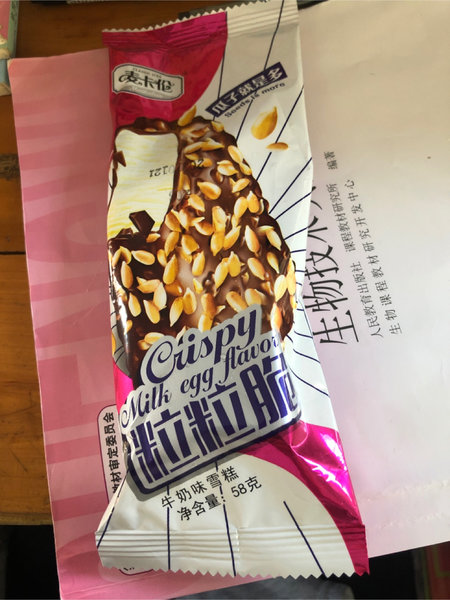 麦卡伦
瓜子就是多
Seeds is more
Crispy
Milk egg flavor
粒粒脆
牛奶味雪糕
净含量：58克
生物技术
人民教育出版社 课程教材研究所 编著
生物课程教材研究开发中心
教材审定委员会